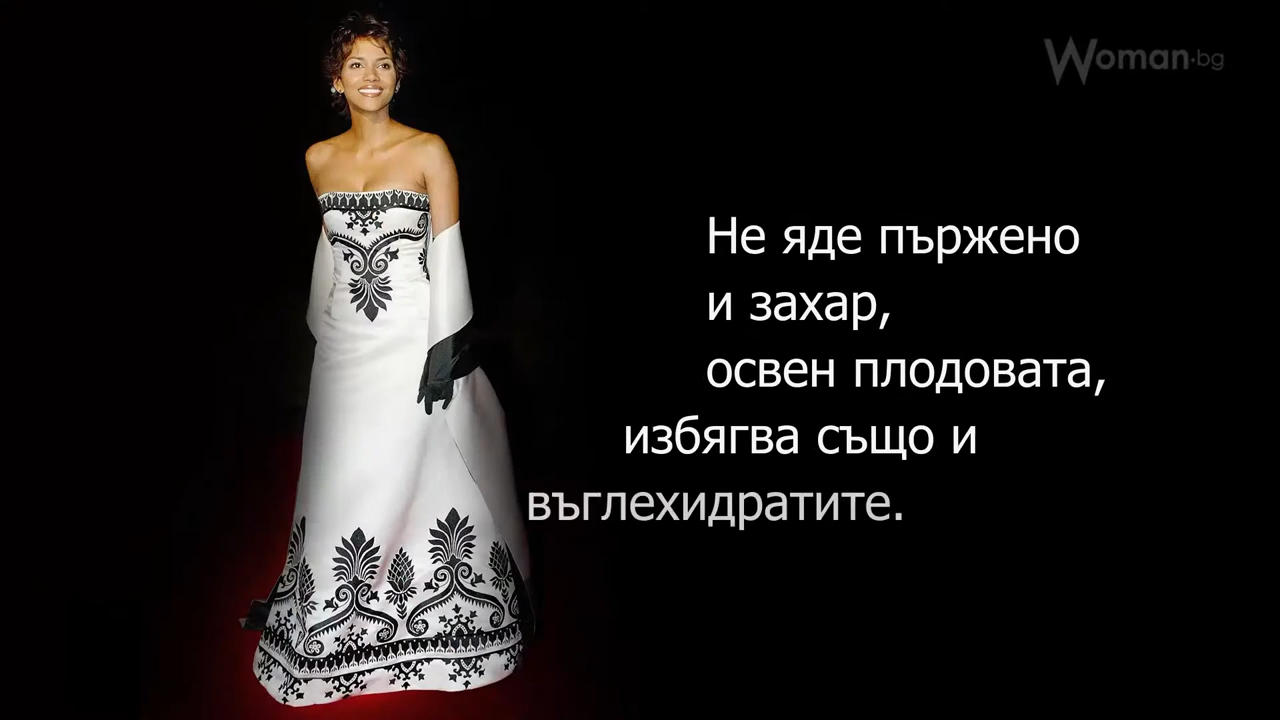 Woman.bg
Не яде пържено
и захар,
освен плодовата,
избягва също и
въглехидратите.